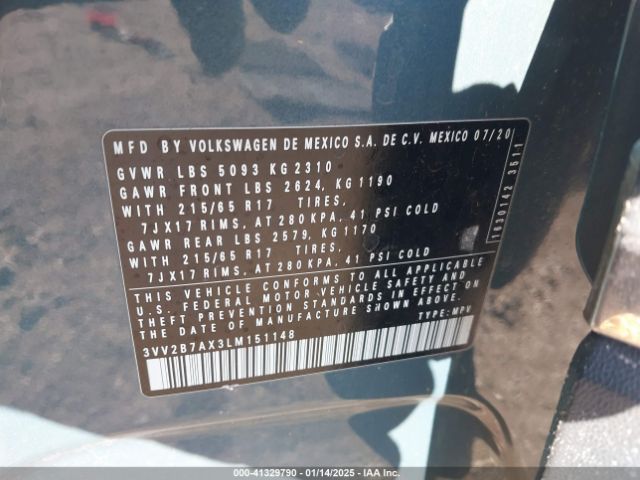 MFD BY VOLKSWAGEN DE MEXICO S.A. DE C.V. MEXICO 07/20
GVWR LBS 5093 KG 2310
GAWR FRONT LBS 2624, KG 1190
WITH 215/65 R17 TIRES,
7JX17 RIMS, AT 280 KPA, 41 PSI COLD
GAWR REAR LBS 2579, KG 1170
WITH 215/65 R17 TIRES,
7JX17 RIMS, AT 280 KPA, 41 PSI COLD
THIS VEHICLE CONFORMS TO ALL APPLICABLE
U.S. FEDERAL MOTOR VEHICLE SAFETY AND
THEFT PREVENTION STANDARDS IN EFFECT ON
THE DATE OF MANUFACTURE SHOWN ABOVE.
3VV2B7AX3LM151148 TYPE: MPV
1630142 3511
000-41329790 - 01/14/2025 - IAA Inc.